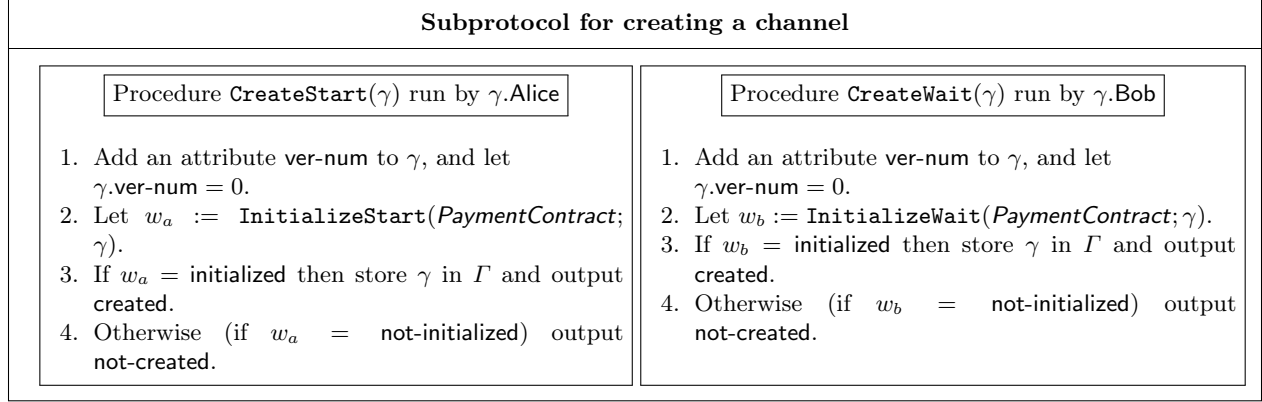 Subprotocol for creating a channel
Procedure CreateStart(γ) run by γ.Alice
1. Add an attribute ver-num to γ, and let
γ.ver-num = 0.
2. Let w_a := InitializeStart(PaymentContract;
γ).
3. If w_a = initialized then store γ in Γ and output
created.
4. Otherwise (if w_a = not-initialized) output
not-created.
Procedure CreateWait(γ) run by γ.Bob
1. Add an attribute ver-num to γ, and let
γ.ver-num = 0.
2. Let w_b := InitializeWait(PaymentContract; γ).
3. If w_b = initialized then store γ in Γ and output
created.
4. Otherwise (if w_b = not-initialized) output
not-created.